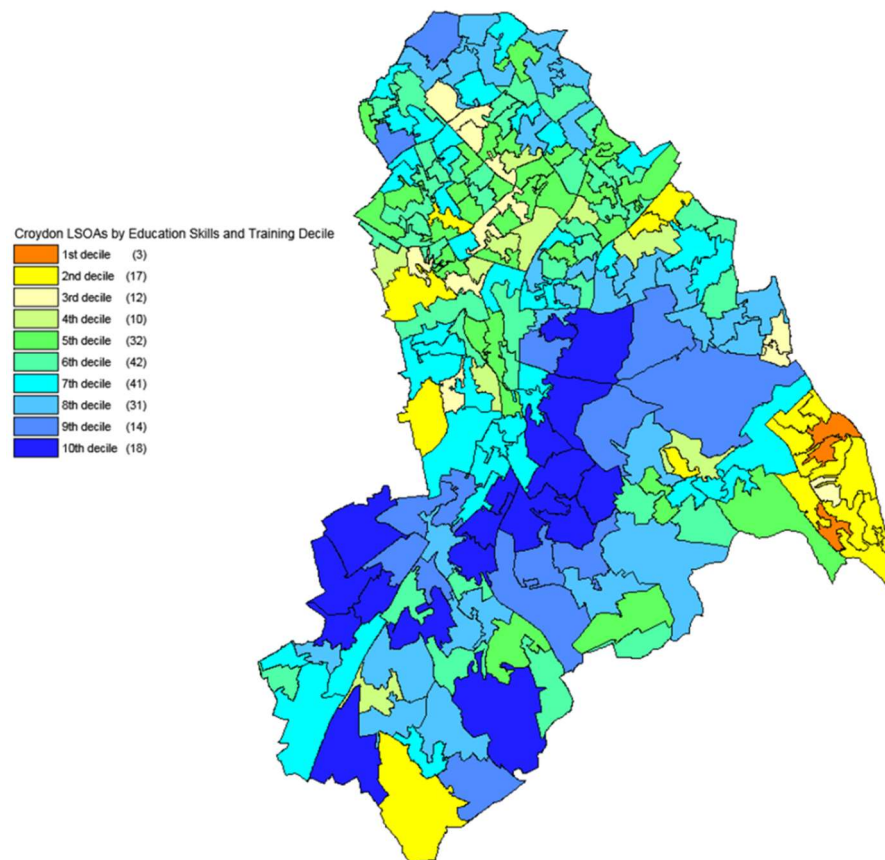 Croydon LSOAs by Education Skills and Training Decile
1st decile (3)
2nd decile (17)
3rd decile (12)
4th decile (10)
5th decile (32)
6th decile (42)
7th decile (41)
8th decile (31)
9th decile (14)
10th decile (18)